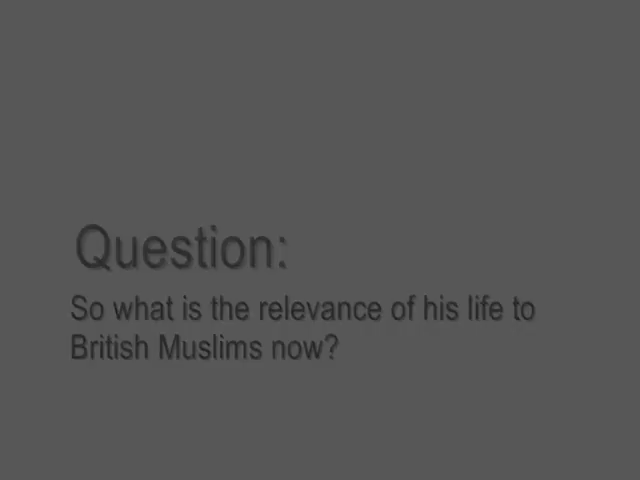 Question:
So what is the relevance of his life to
British Muslims now?